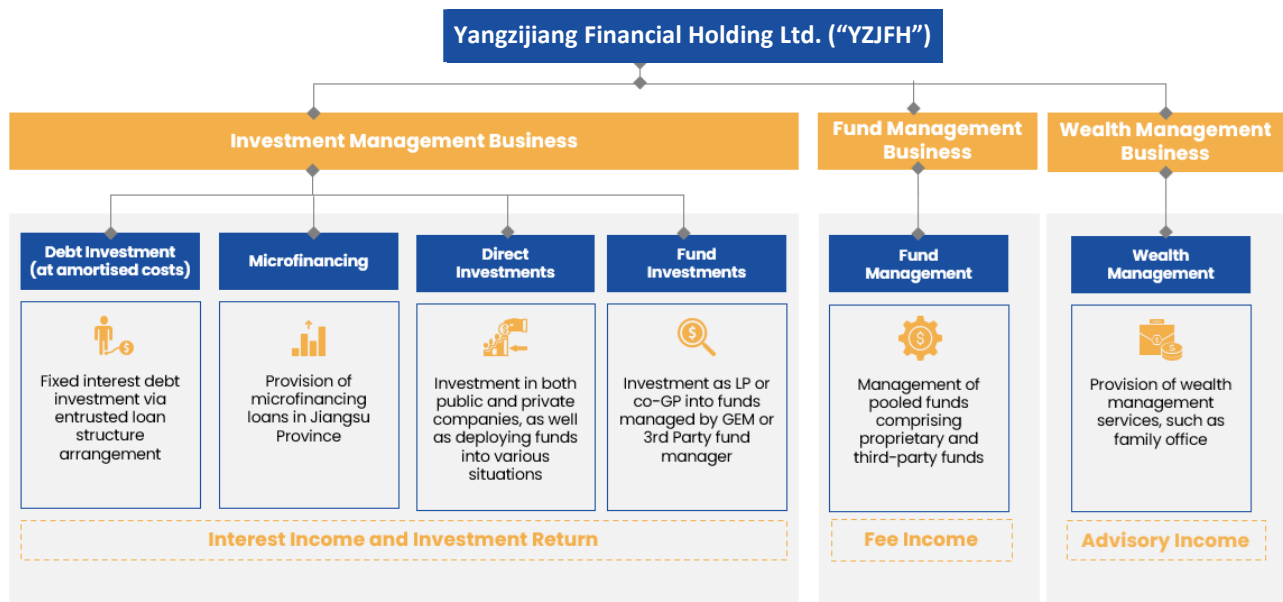 Yangzijiang Financial Holding Ltd. (“YZJFH”)
Investment Management Business
Fund Management
Business
Wealth Management
Business
Debt Investment
(at amortised costs)
Microfinancing
Direct
Investments
Fund
Investments
Fund
Management
Wealth
Management
Fixed interest debt
investment via
entrusted loan
structure
arrangement
Provision of
microfinancing
loans in Jiangsu
Province
Investment in both
public and private
companies, as well
as deploying funds
into various
situations
Investment as LP or
co-GP into funds
managed by GEM or
3rd Party fund
manager
Management of
pooled funds
comprising
proprietary and
third-party funds
Provision of wealth
management
services, such as
family office
Interest Income and Investment Return
Fee Income
Advisory Income